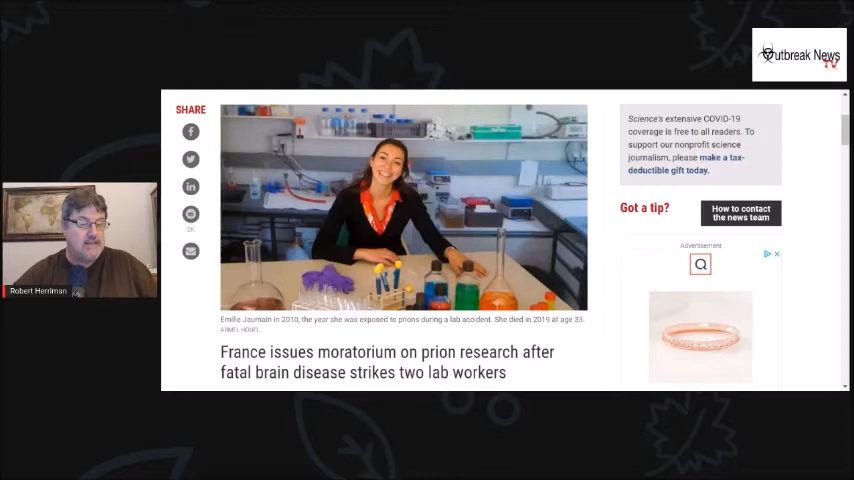 Outbreak News
TV
SHARE
2K
Science's extensive COVID-19
coverage is free to all readers. To
support our nonprofit science
journalism, please make a tax-
deductible gift today.
Got a tip?
How to contact
the news team
Advertisement
Robert Herriman
Emilie Jaumain in 2010, the year she was exposed to prions during a lab accident. She died in 2019 at age 33.
ARMEL HOUEL
France issues moratorium on prion research after
fatal brain disease strikes two lab workers